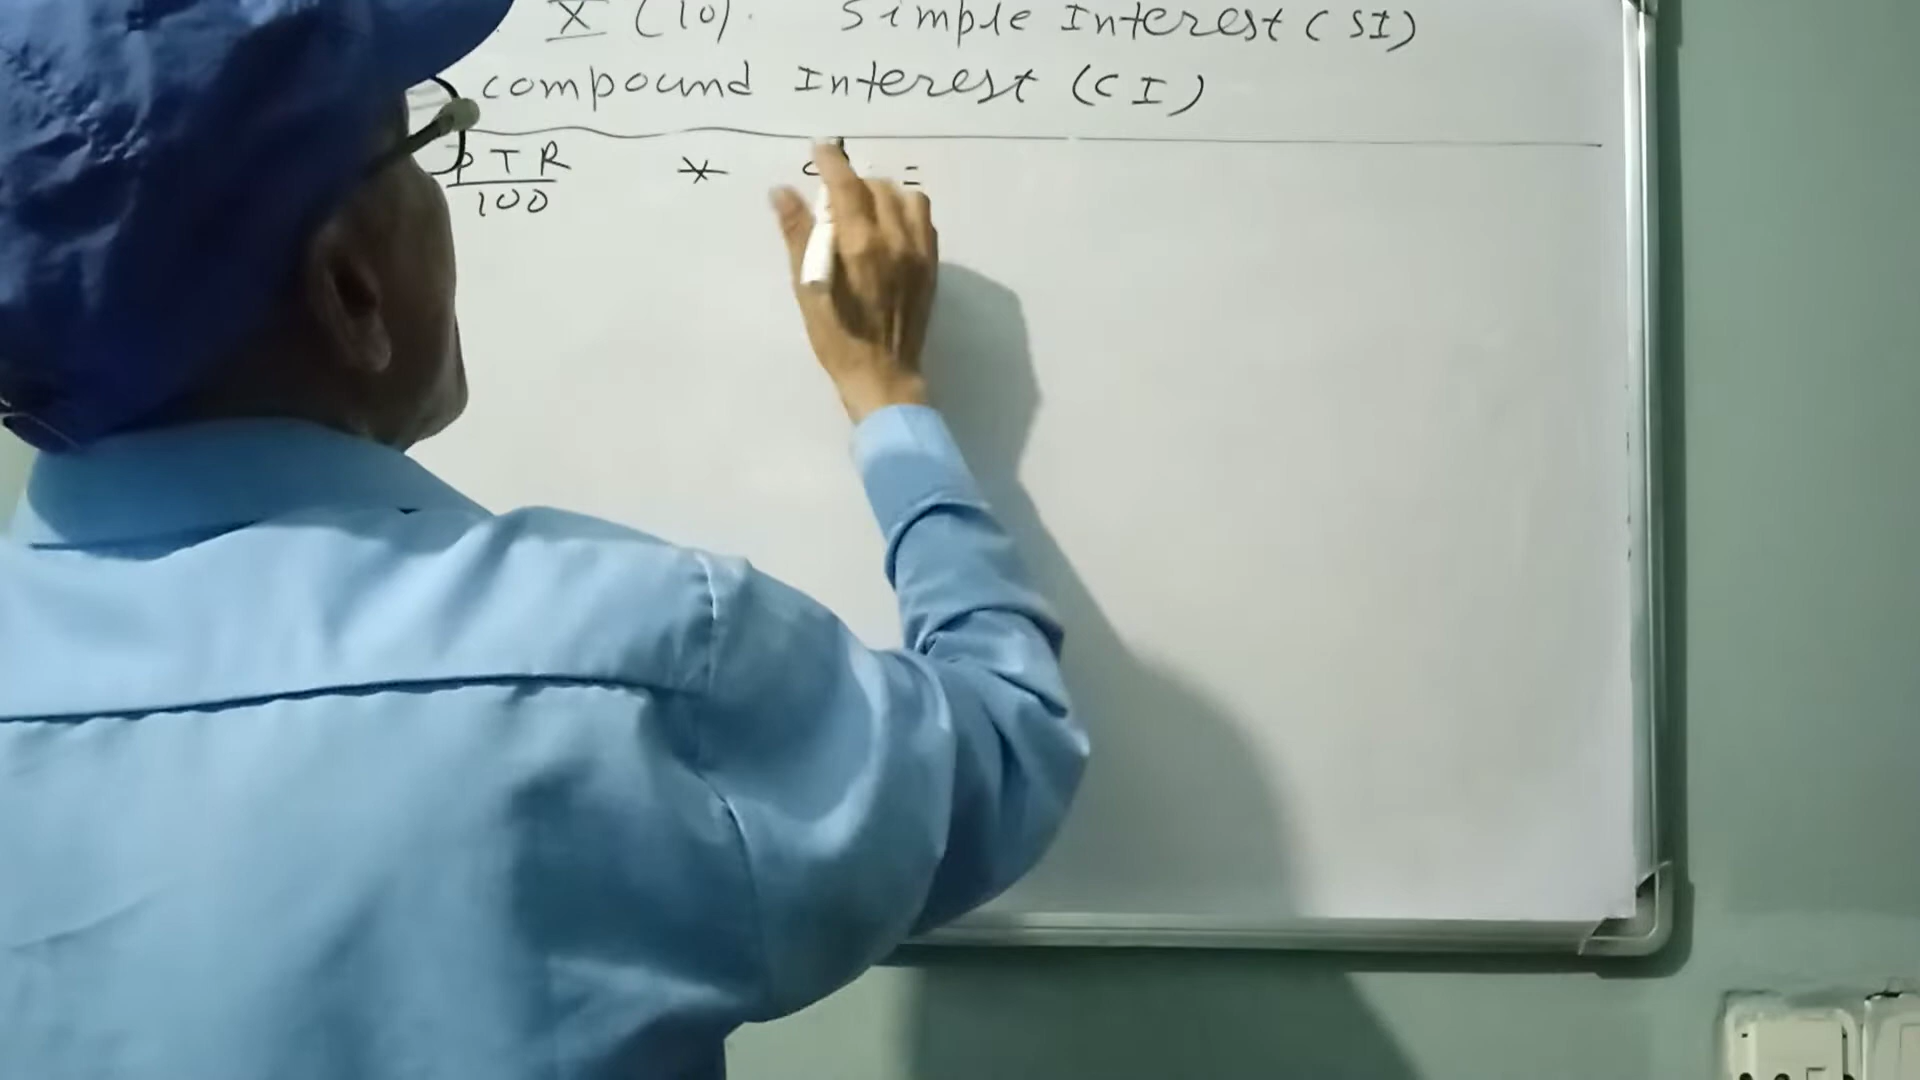 X (10). Simple Interest (SI)
compound Interest (CI)
PTR * =
100